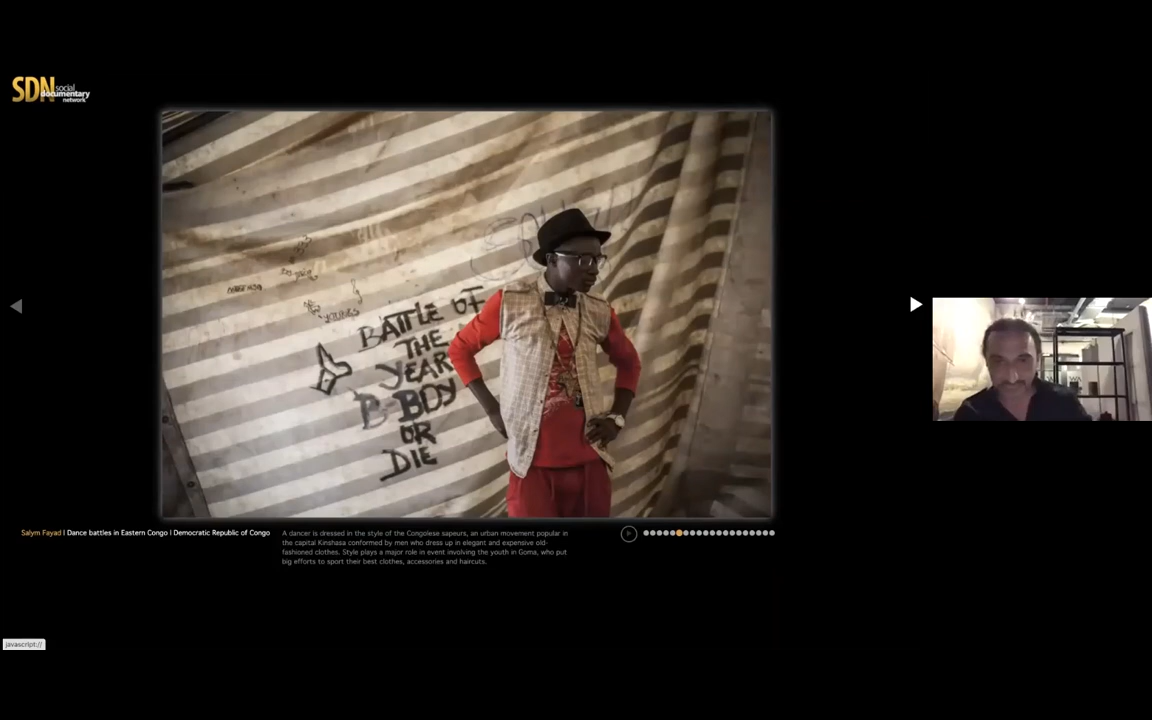 SDN social
documentary
network
BATTLE OF
THE
YEAR
B-BOY
OR
DIE
Salym Fayad | Dance battles in Eastern Congo | Democratic Republic of Congo
A dancer is dressed in the style of the Congolese sapeurs, an urban movement popular in
the capital Kinshasa conformed by men who dress up in elegant and expensive old-
fashioned clothes. Style plays a major role in event involving the youth in Goma, who put
big efforts to sport their best clothes, accessories and haircuts.
javascript://